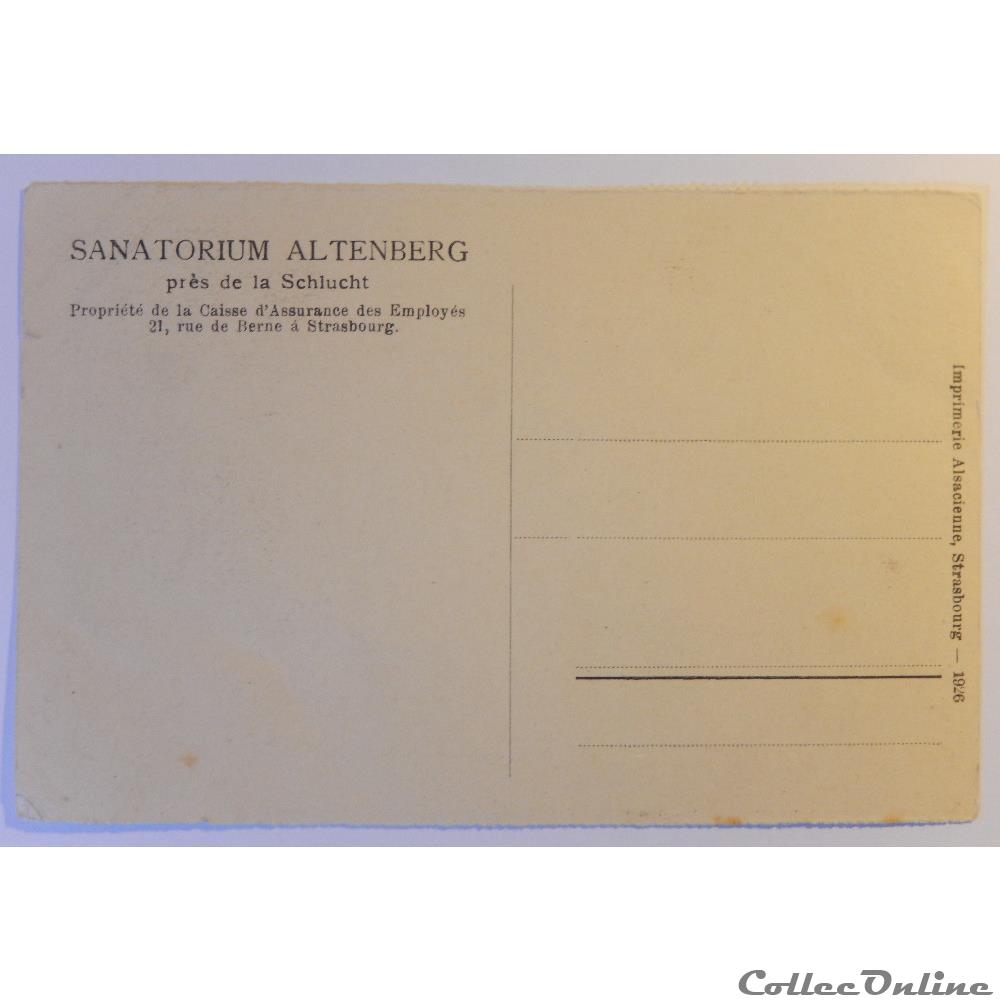 SANATORIUM ALTENBERG
près de la Schlucht
Propriété de la Caisse d'Assurance des Employés
21, rue de Berne à Strasbourg.
Imprimerie Alsacienne, Strasbourg — 1926
CollecOnline